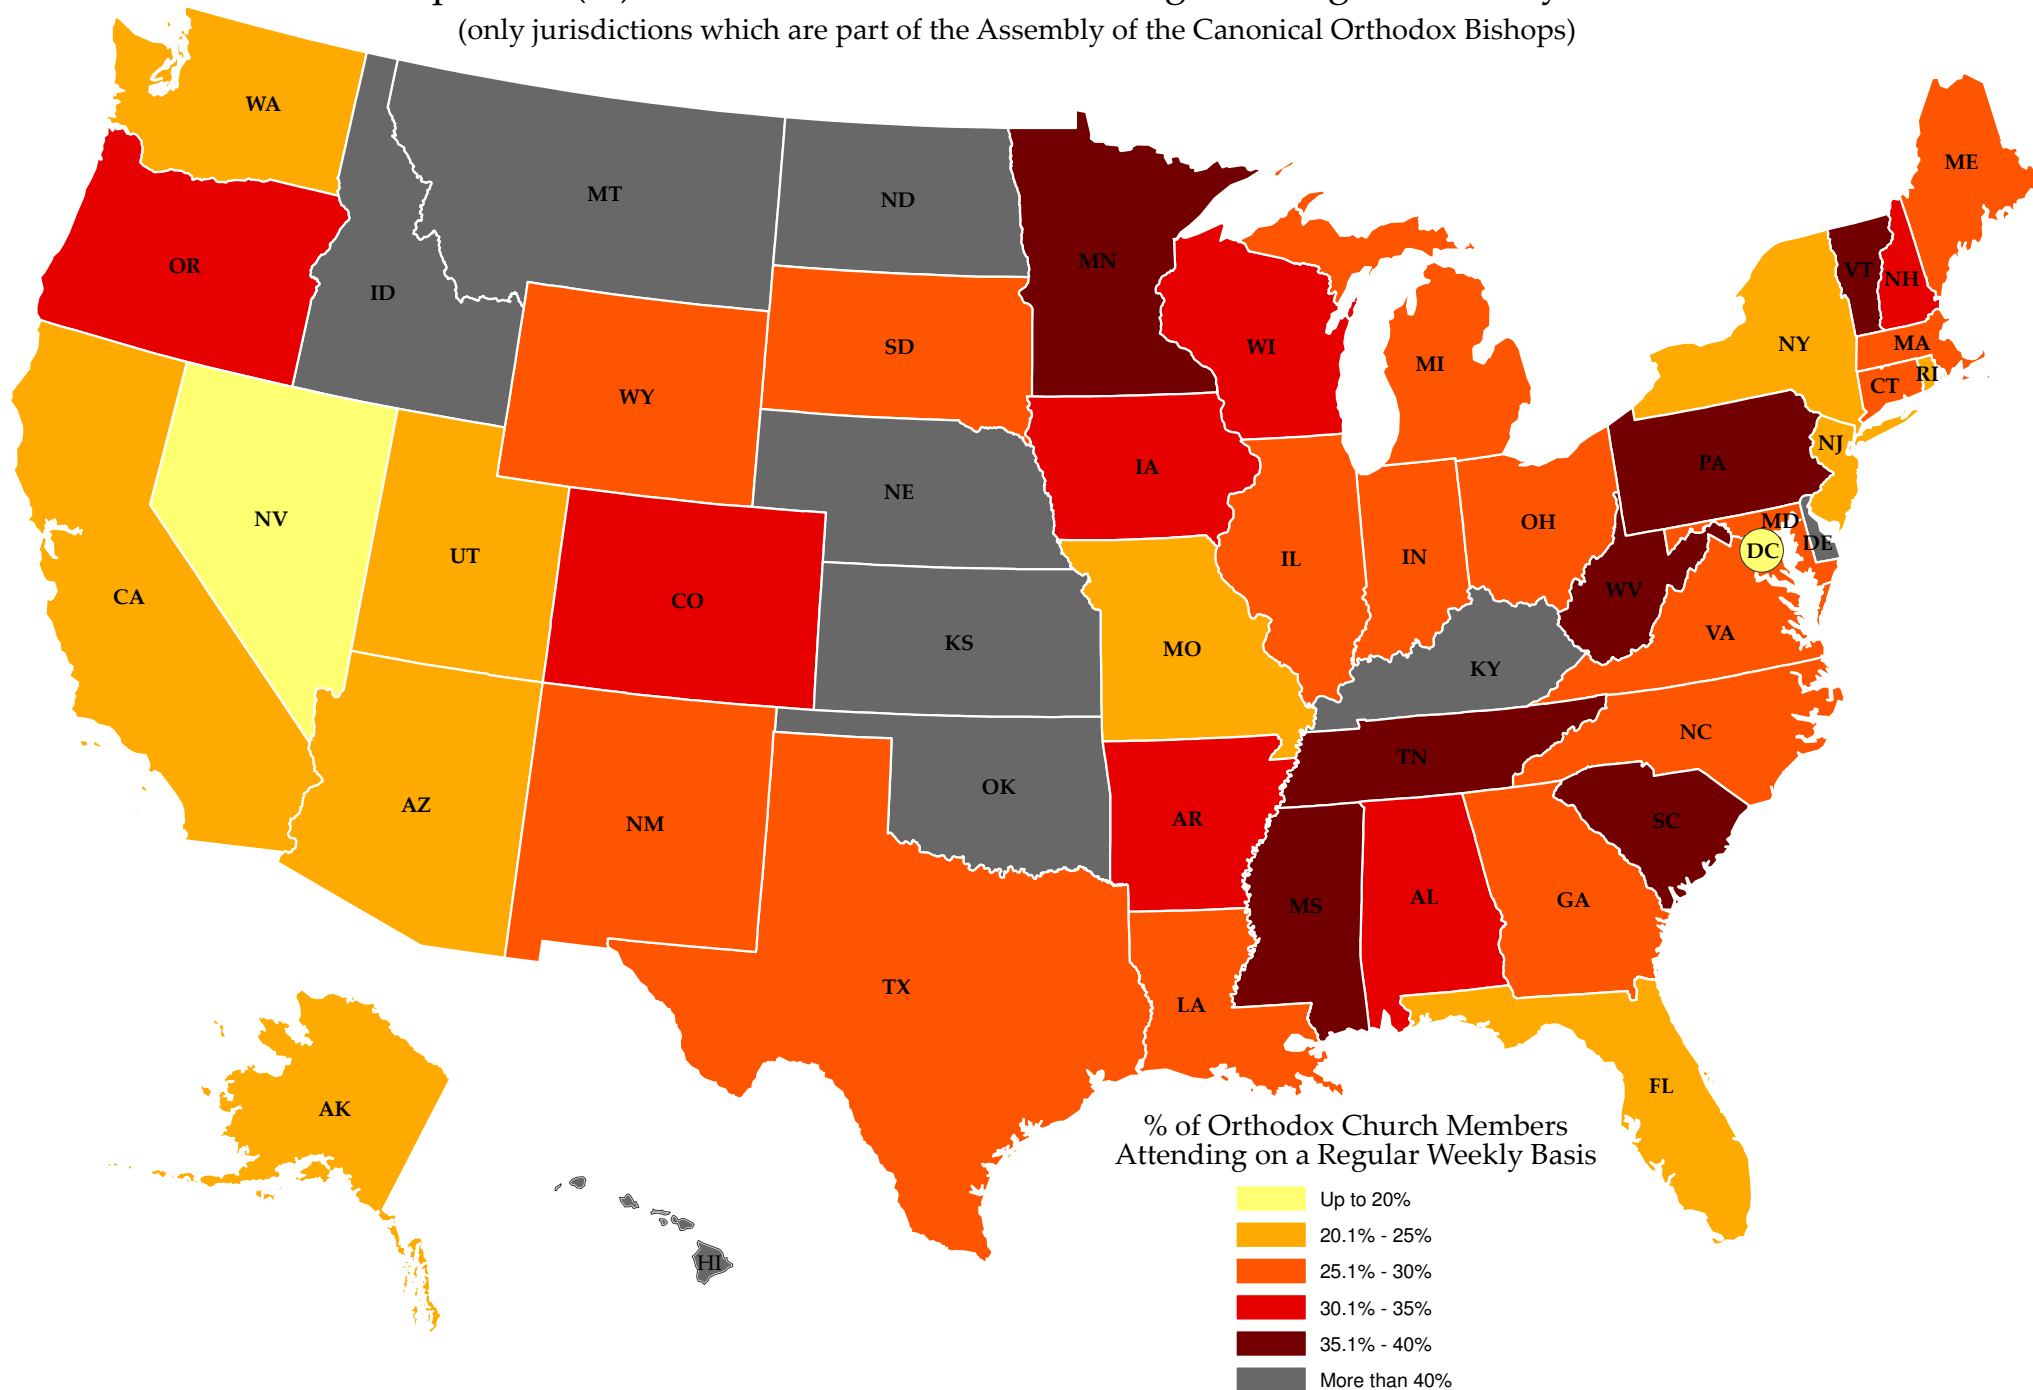 (only jurisdictions which are part of the Assembly of the Canonical Orthodox Bishops)
WA
ME
MT
ND
OR
MN
VT
NH
ID
NY
MA
SD
WI
MI
RI
CT
WY
NJ
PA
IA
NE
NV
OH
MD
DE
DC
UT
IL
IN
CA
CO
WV
VA
KS
MO
KY
NC
TN
OK
AZ
NM
AR
SC
MS
AL
GA
TX
LA
FL
AK
HI
% of Orthodox Church Members
Attending on a Regular Weekly Basis
Up to 20%
20.1% - 25%
25.1% - 30%
30.1% - 35%
35.1% - 40%
More than 40%